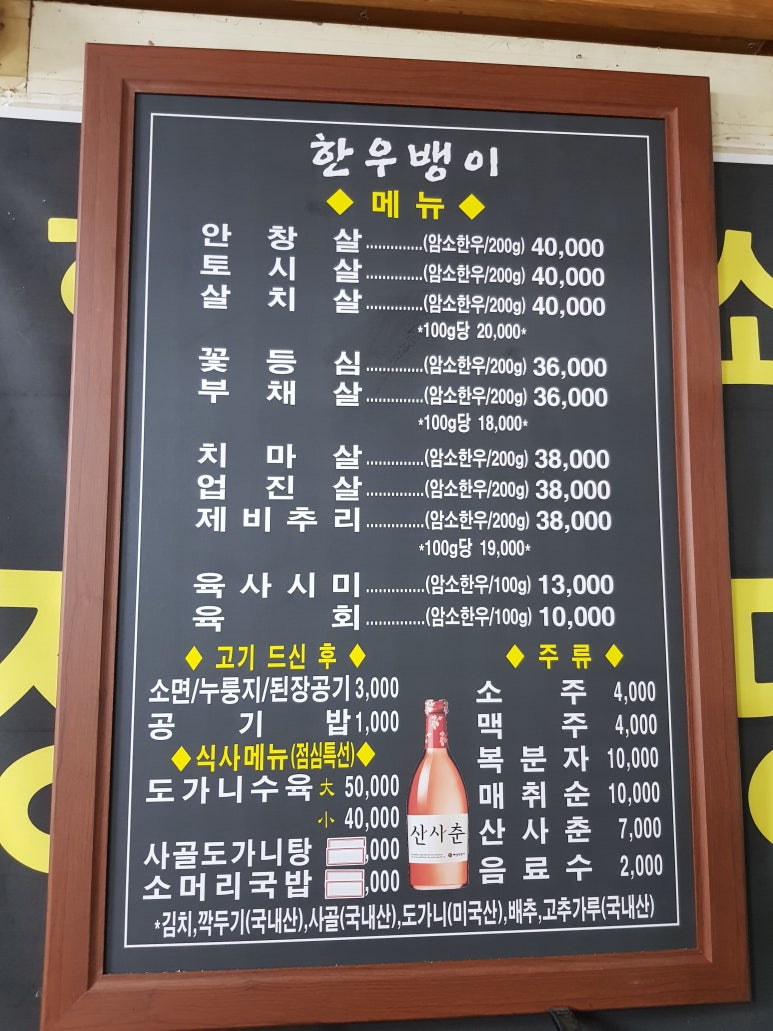 한우뱅이
◆ 메뉴 ◆
안창살..............(암소한우/200g) 40,000
토시살..............(암소한우/200g) 40,000
살치살..............(암소한우/200g) 40,000
*100g당 20,000*
꽃등심..............(암소한우/200g) 36,000
부채살..............(암소한우/200g) 36,000
*100g당 18,000*
치마살..............(암소한우/200g) 38,000
업진살..............(암소한우/200g) 38,000
제비추리..............(암소한우/200g) 38,000
*100g당 19,000*
육사시미..............(암소한우/100g) 13,000
육회..............(암소한우/100g) 10,000
◆ 고기 드신 후 ◆
소면/누룽지/된장공기 3,000
공기밥 1,000
◆식사메뉴(점심특선)◆
도가니수육 大 50,000
小 40,000
사골도가니탕 ,000
소머리국밥 ,000
◆ 주류 ◆
소주 4,000
맥주 4,000
복분자 10,000
매취순 10,000
산사춘 7,000
음료수 2,000
산사춘
*김치,깍두기(국내산),사골(국내산),도가니(미국산),배추,고추가루(국내산)